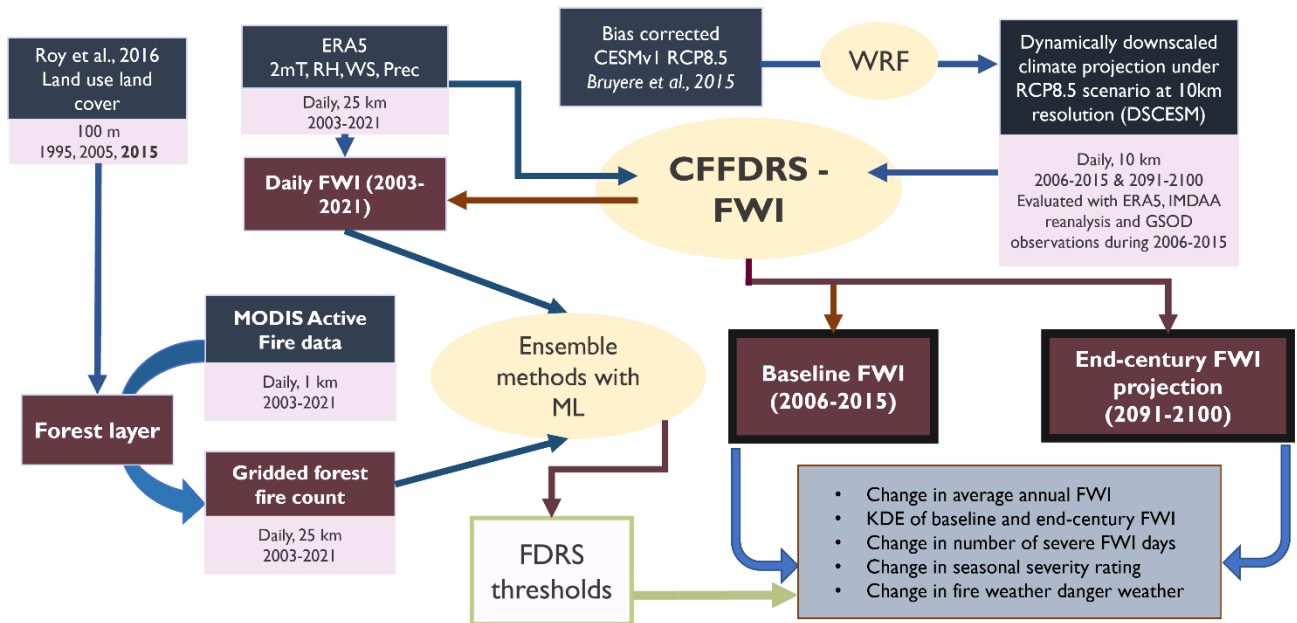 Roy et al., 2016
Land use land
cover
100 m
1995, 2005, 2015
ERA5
2mT, RH, WS, Prec
Daily, 25 km
2003-2021
Bias corrected
CESMv1 RCP8.5
Bruyere et al., 2015
WRF
Dynamically downscaled
climate projection under
RCP8.5 scenario at 10km
resolution (DSCESM)
Daily, 10 km
2006-2015 & 2091-2100
Evaluated with ERA5, IMDAA
reanalysis and GSOD
observations during 2006-2015
Daily FWI (2003-
2021)
CFFDRS -
FWI
MODIS Active
Fire data
Daily, 1 km
2003-2021
Forest layer
Gridded forest
fire count
Daily, 25 km
2003-2021
Ensemble
methods with
ML
FDRS
thresholds
Baseline FWI
(2006-2015)
End-century FWI
projection
(2091-2100)
• Change in average annual FWI
• KDE of baseline and end-century FWI
• Change in number of severe FWI days
• Change in seasonal severity rating
• Change in fire weather danger weather